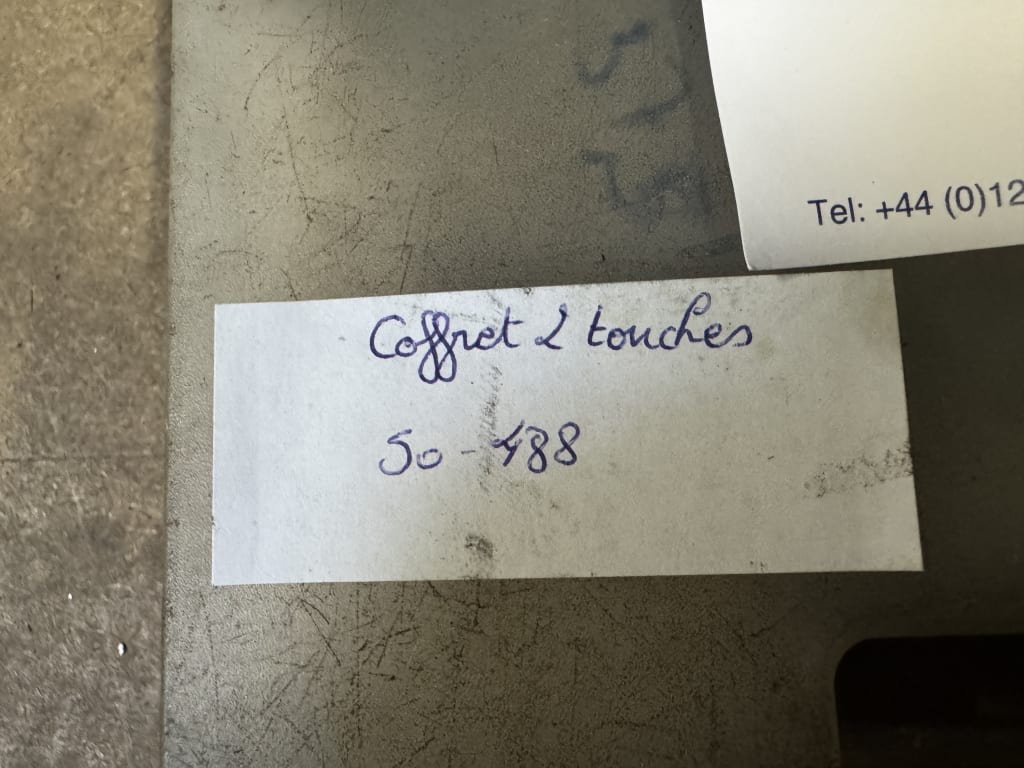 Tel: +44 (0)12
Coffret 2 touches
50-488